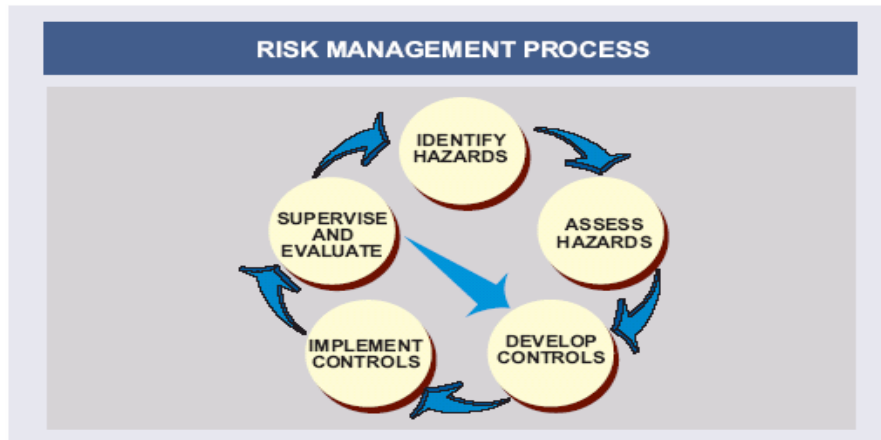 RISK MANAGEMENT PROCESS
IDENTIFY
HAZARDS
ASSESS
HAZARDS
DEVELOP
CONTROLS
IMPLEMENT
CONTROLS
SUPERVISE
AND
EVALUATE